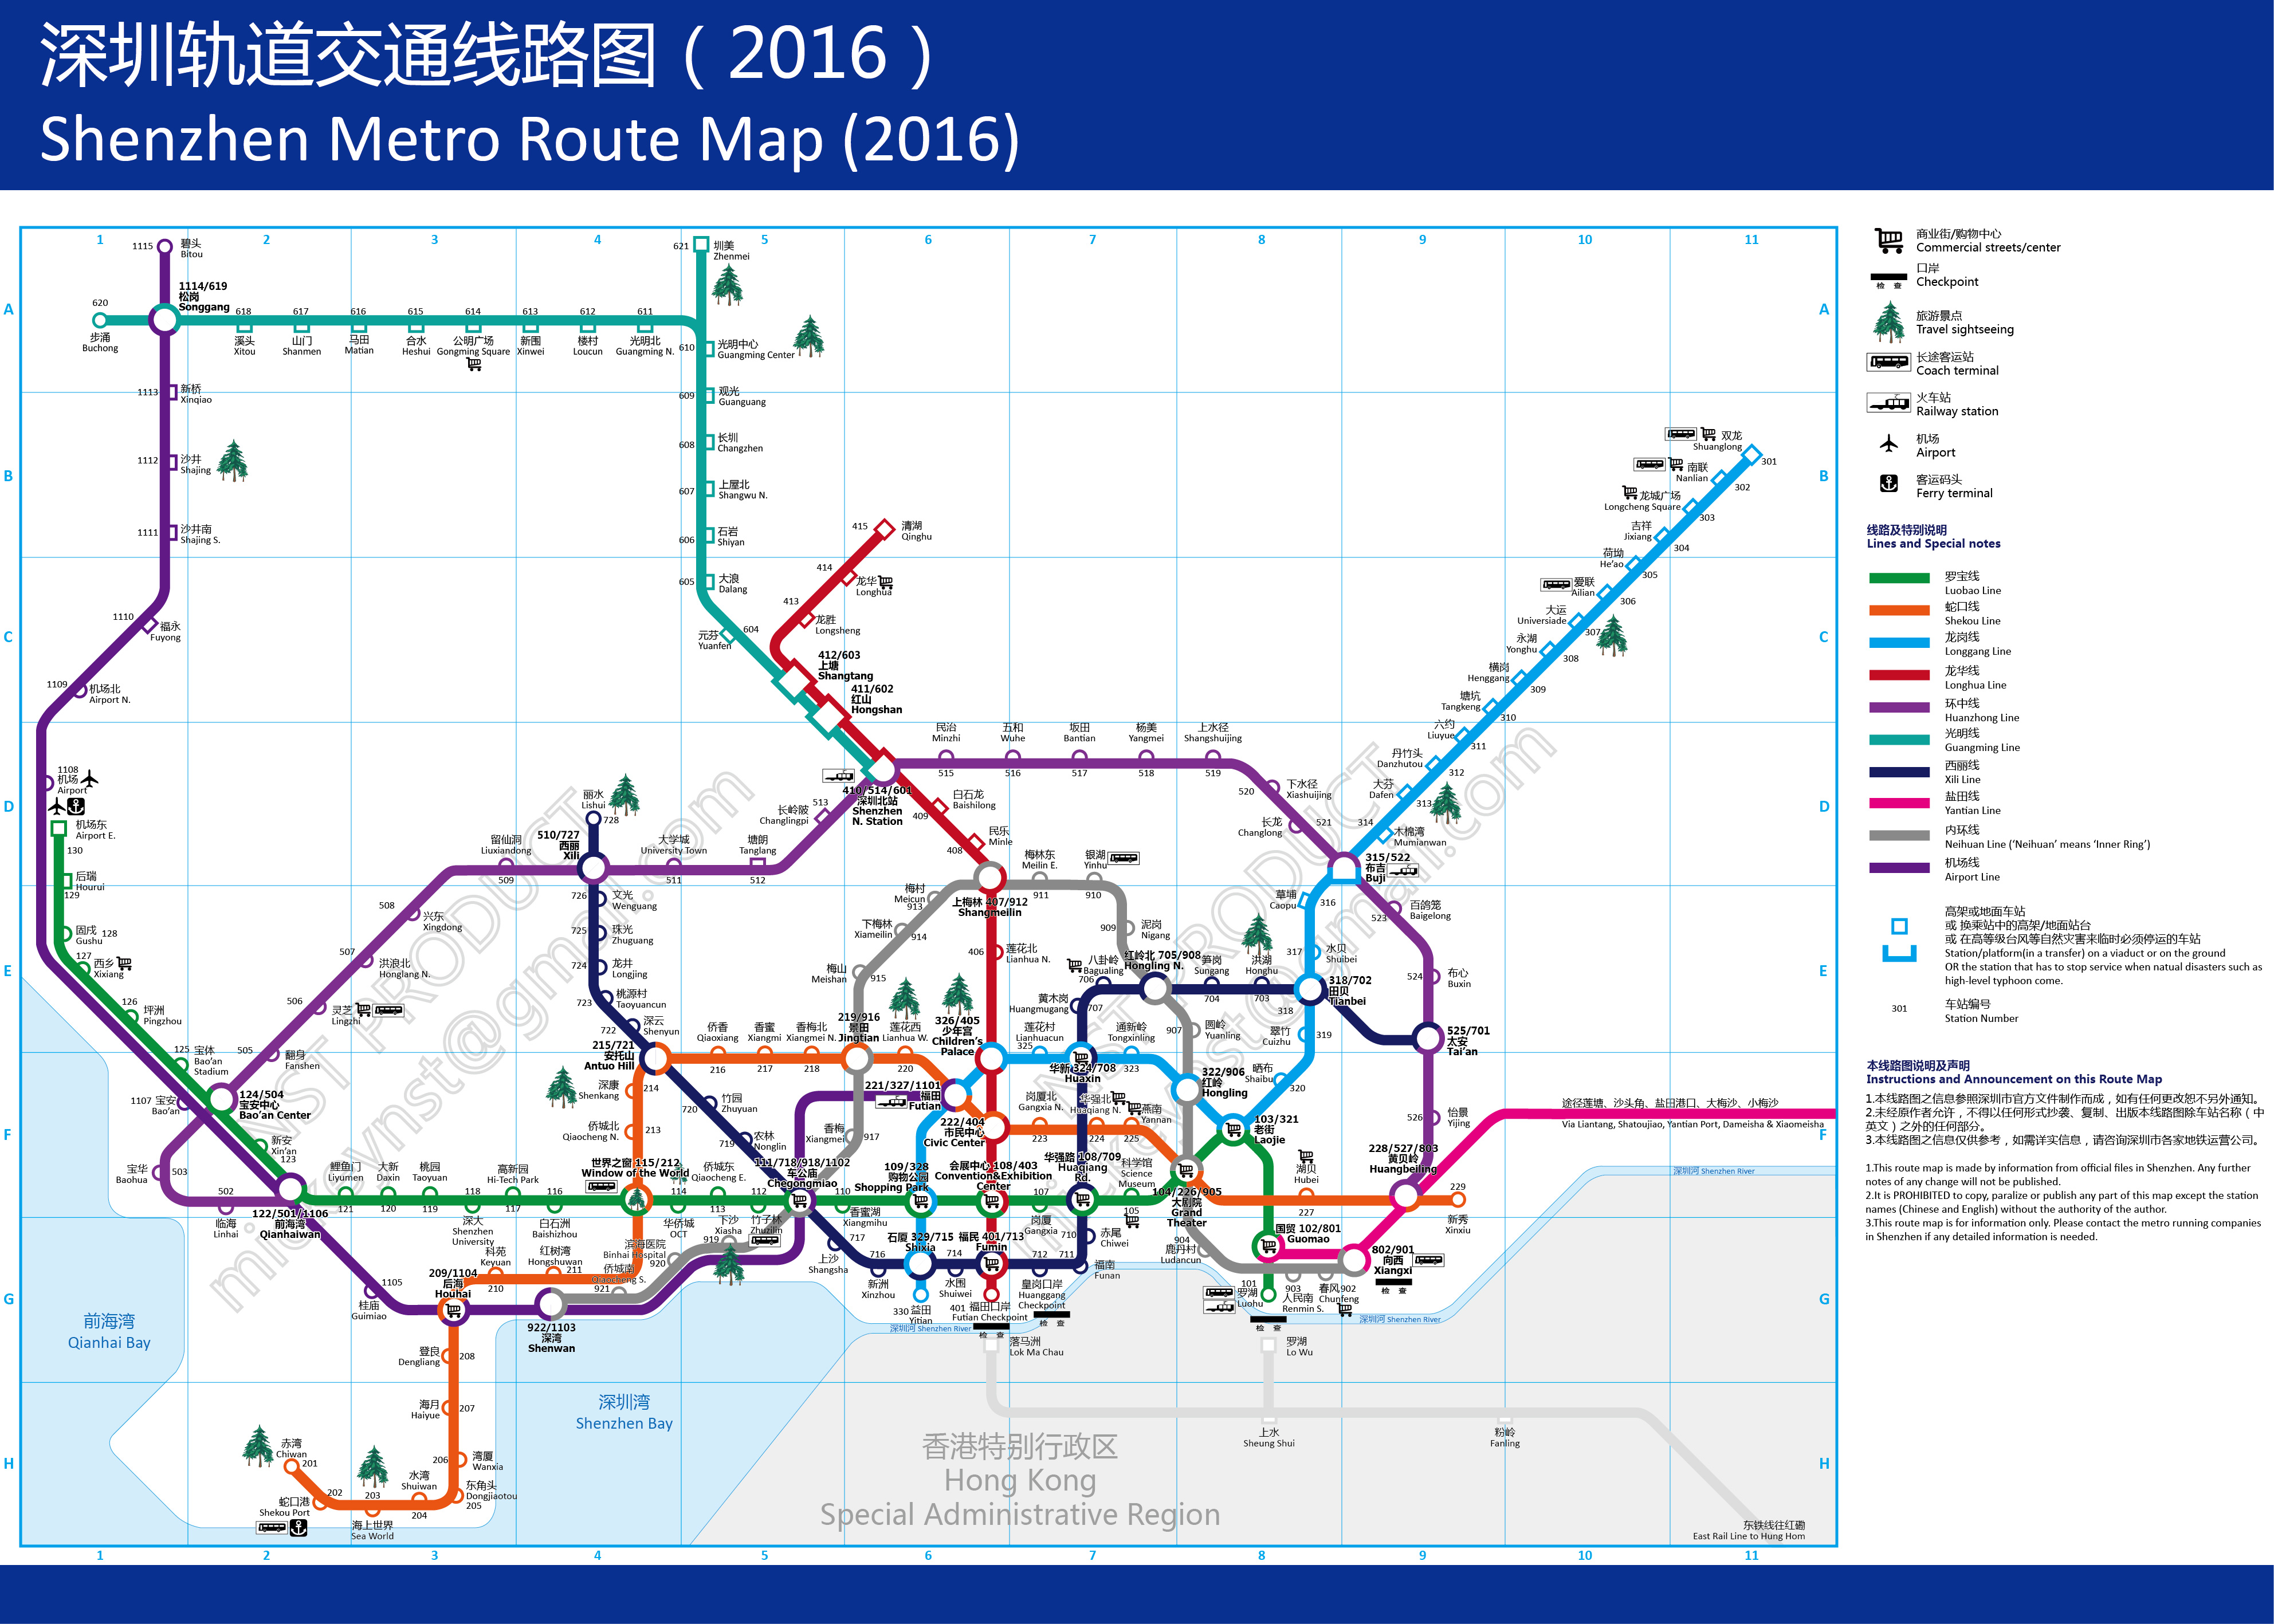 深圳轨道交通线路图（2016）
Shenzhen Metro Route Map (2016)
1
2
3
4
5
6
7
8
9
10
11
A
B
C
D
E
F
G
H
1115
碧头
Bitou
1114/619
松岗
Songgang
620
步涌
Buchong
618
溪头
Xitou
617
山门
Shanmen
616
马田
Matian
615
合水
Heshui
614
公明广场
Gongming Square
613
新围
Xinwei
612
楼村
Loucun
611
光明北
Guangming N.
621
圳美
Zhenmei
610
光明中心
Guangming Center
609
观光
Guanguang
608
长圳
Changzhen
607
上屋北
Shangwu N.
606
石岩
Shiyan
605
大浪
Dalang
604
元芬
Yuanfen
1113
新桥
Xinqiao
1112
沙井
Shajing
1111
沙井南
Shajing S.
1110
福永
Fuyong
1109
机场北
Airport N.
1108
机场
Airport
机场东
Airport E.
130
后瑞
Hourui
129
固戍
Gushu
128
127
西乡
Xixiang
126
坪洲
Pingzhou
125
宝体
Bao'an
Stadium
124/504
宝安中心
Bao'an Center
1107
宝安
Bao'an
新安
Xin'an
123
宝华
Baohua
503
502
临海
Linhai
122/501/1106
前海湾
Qianhaiwan
415
清湖
Qinghu
414
龙华
Longhua
413
龙胜
Longsheng
412/603
上塘
Shangtang
411/602
红山
Hongshan
410/514/601
深圳北站
Shenzhen
N. Station
409
白石龙
Baishilong
408
民乐
Minle
上梅林 407/912
Shangmeilin
406
莲花北
Lianhua N.
326/405
少年宫
Children's
Palace
民治
Minzhi
515
五和
Wuhe
516
坂田
Bantian
517
杨美
Yangmei
518
上水径
Shangshuijing
519
520
下水径
Xiashuijing
长龙
Changlong
521
315/522
布吉
Buji
523
百鸽笼
Baigelong
524
布心
Buxin
525/701
太安
Tai'an
526
怡景
Yijing
228/527/803
黄贝岭
Huangbeiling
双龙
Shuanglong
301
南联
Nanlian
302
龙城广场
Longcheng Square
303
吉祥
Jixiang
304
荷坳
He'ao
305
爱联
Ailian
306
大运
Universiade
307
永湖
Yonghu
308
横岗
Henggang
309
塘坑
Tangkeng
310
六约
Liuyue
311
丹竹头
Danzhutou
312
大芬
Dafen
313
314
木棉湾
Mumianwan
草埔
Caopu
316
317
水贝
Shuibei
318/702
田贝
Tianbei
318
翠竹
Cuizhu
319
晒布
Shaibu
320
103/321
老街
Laojie
322/906
红岭
Hongling
通新岭
Tongxinling
323
华新 324/708
Huaxin
莲花村
Lianhuacun
325
丽水
Lishui
728
510/727
西丽
Xili
留仙洞
Liuxiandong
509
大学城
University Town
511
塘朗
Tanglang
512
长岭陂
Changlingpi
513
508
兴东
Xingdong
507
洪浪北
Honglang N.
506
灵芝
Lingzhi
505
翻身
Fanshen
726
文光
Wenguang
725
珠光
Zhuguang
724
龙井
Longjing
723
桃源村
Taoyuancun
722
深云
Shenyun
215/721
安托山
Antuo Hill
720
竹园
Zhuyuan
719
农林
Nonglin
侨香
Qiaoxiang
216
香蜜
Xiangmi
217
香梅北
Xiangmei N.
218
219/916
景田
Jingtian
莲花西
Lianhua W.
220
221/327/1101
福田
Futian
222/404
市民中心
Civic Center
岗厦北
Gangxia N.
223
华强北
Huaqiang N.
224
燕南
Yannan
225
深康
Shenkang
214
侨城北
Qiaocheng N.
213
世界之窗 115/212
Window of the World
鲤鱼门
Liyumen
121
大新
Daxin
120
桃园
Taoyuan
119
118
深大
Shenzhen
University
高新园
Hi-Tech Park
117
116
白石洲
Baishizhou
114
华侨城
OCT
侨城东
Qiaocheng E.
113
112
竹子林
Zhuzilin
111/718/918/1102
车公庙
Chegongmiao
110
香蜜湖
Xiangmihu
109/328
购物公园
Shopping Park
会展中心 108/403
Convention&Exhibition
Center
107
岗厦
Gangxia
华强路 108/709
Huaqiang
Rd.
科学馆
Science
Museum
105
104/226/905
大剧院
Grand
Theater
湖贝
Hubei
227
229
新秀
Xinxiu
国贸 102/801
Guomao
101
罗湖
Luohu
802/901
向西
Xiangxi
春风902
Chunfeng
903
人民南
Renmin S.
904
鹿丹村
Ludancun
907
圆岭
Yuanling
红岭北 705/908
Hongling N.
909
泥岗
Nigang
银湖
Yinhu
910
梅林东
Meilin E.
911
梅村
Meicun
913
下梅林
Xiameilin
914
梅山
Meishan
915
香梅
Xiangmei
917
下沙
Xiasha
919
滨海医院
Binhai Hospital
920
侨城南
Qiaocheng S.
921
922/1103
深湾
Shenwan
笋岗
Sungang
704
洪湖
Honghu
703
八卦岭
Bagualing
706
黄木岗
Huangmugang
707
710
赤尾
Chiwei
711
福南
Funan
712
皇岗口岸
Huanggang
Checkpoint
检 查
福民 401/713
Fumin
714
水围
Shuiwei
石厦 329/715
Shixia
716
新洲
Xinzhou
717
上沙
Shangsha
330 益田
Yitian
401
福田口岸
Futian Checkpoint
检 查
科苑
Keyuan
210
红树湾
Hongshuwan
211
209/1104
后海
Houhai
1105
桂庙
Guimiao
登良
Dengliang
208
海月
Haiyue
207
206
湾厦
Wanxia
东角头
Dongjiaotou
205
水湾
Shuiwan
204
203
海上世界
Sea World
202
蛇口港
Shekou Port
赤湾
Chiwan
201
途径莲塘、沙头角、盐田港口、大梅沙、小梅沙
Via Liantang, Shatoujiao, Yantian Port, Dameisha & Xiaomeisha
深圳河 Shenzhen River
深圳河 Shenzhen River
深圳河 Shenzhen River
检 查
检 查
落马洲
Lok Ma Chau
罗湖
Lo Wu
上水
Sheung Shui
粉岭
Fanling
东铁线往红磡
East Rail Line to Hung Hom
前海湾
Qianhai Bay
深圳湾
Shenzhen Bay
香港特别行政区
Hong Kong
Special Administrative Region
NST PRODUCT
mickeynst@gmail.com
NST PRODUCT
mickeynst@gmail.com
商业街/购物中心
Commercial streets/center
口岸
Checkpoint
检 查
旅游景点
Travel sightseeing
长途客运站
Coach terminal
火车站
Railway station
机场
Airport
客运码头
Ferry terminal
线路及特别说明
Lines and Special notes
罗宝线
Luobao Line
蛇口线
Shekou Line
龙岗线
Longgang Line
龙华线
Longhua Line
环中线
Huanzhong Line
光明线
Guangming Line
西丽线
Xili Line
盐田线
Yantian Line
内环线
Neihuan Line ('Neihuan' means 'Inner Ring')
机场线
Airport Line
高架或地面车站
或 换乘站中的高架/地面站台
或 在高等级台风等自然灾害来临时必须停运的车站
Station/platform(in a transfer) on a viaduct or on the ground
OR the station that has to stop service when natual disasters such as
high-level typhoon come.
301
车站编号
Station Number
本线路图说明及声明
Instructions and Announcement on this Route Map
1.本线路图之信息参照深圳市官方文件制作而成，如有任何更改恕不另外通知。
2.未经原作者允许，不得以任何形式抄袭、复制、出版本线路图除车站名称（中
英文）之外的任何部分。
3.本线路图之信息仅供参考，如需详实信息，请咨询深圳市各家地铁运营公司。
1.This route map is made by information from official files in Shenzhen. Any further
notes of any change will not be published.
2.It is PROHIBITED to copy, paralize or publish any part of this map except the station
names (Chinese and English) without the authority of the author.
3.This route map is for information only. Please contact the metro running companies
in Shenzhen if any detailed information is needed.
1
2
3
4
5
6
7
8
9
10
11
A
B
C
D
E
F
G
H